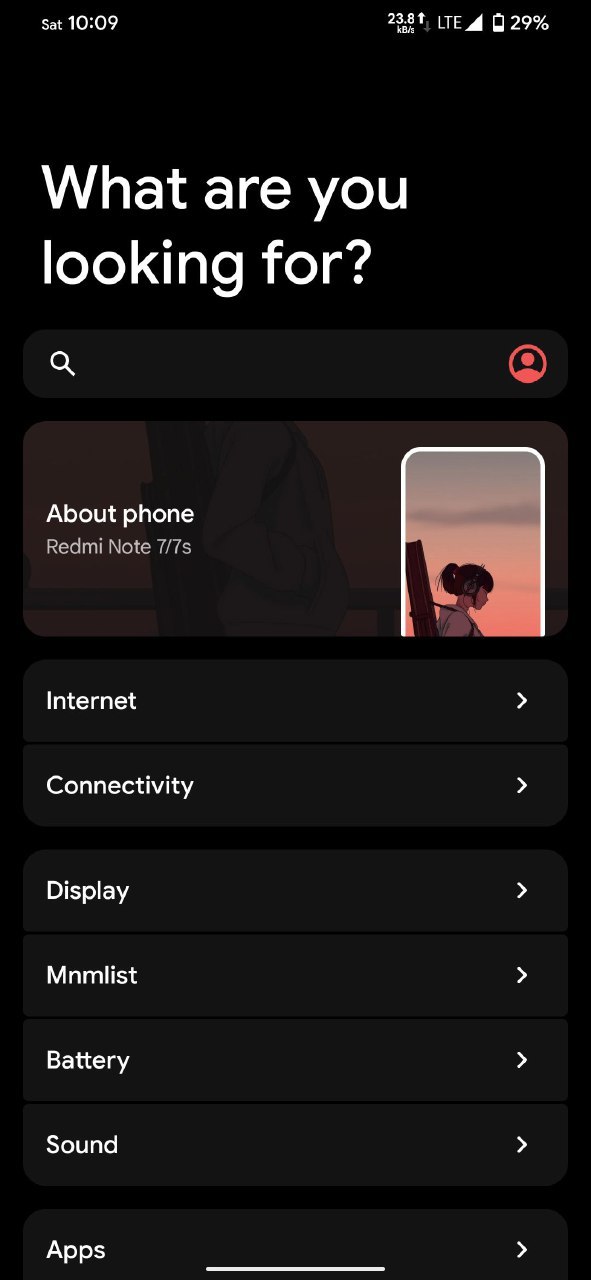 Sat 10:09
23.8 kB/s LTE 29%
What are you
looking for?
About phone
Redmi Note 7/7s
Internet
Connectivity
Display
Mnmlist
Battery
Sound
Apps